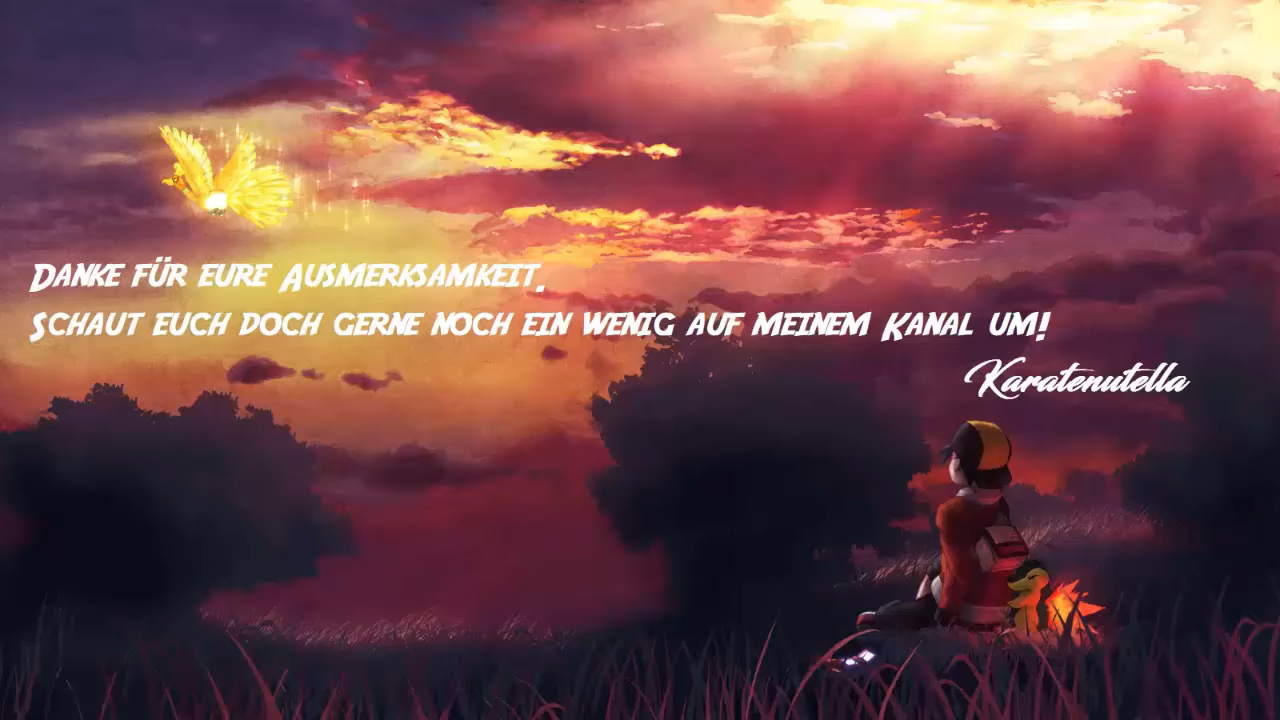 Danke für eure Ausmerksamkeit.
Schaut euch doch gerne noch ein wenig auf meinem Kanal um!
Karatenutella